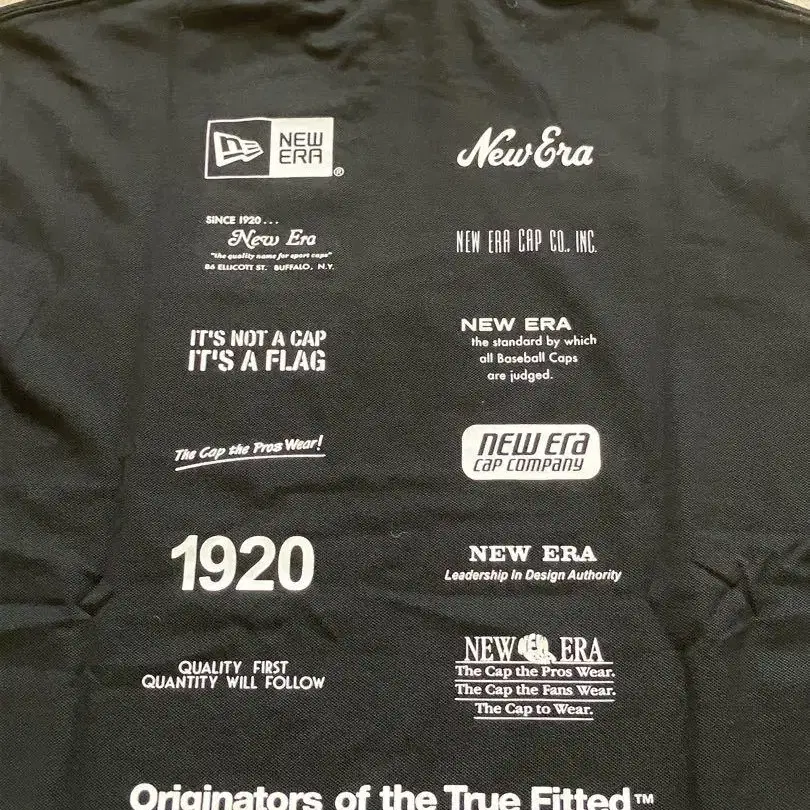 NEW
ERA
®
New Era
SINCE 1920...
New Era
"the quality name for sport caps"
86 ELLICOTT ST. BUFFALO, N.Y.
NEW ERA CAP CO., INC.
IT'S NOT A CAP
IT'S A FLAG
NEW ERA
the standard by which
all Baseball Caps
are judged.
The Cap the Pros Wear!
new era
cap company
1920
NEW ERA
Leadership In Design Authority
QUALITY FIRST
QUANTITY WILL FOLLOW
NEW ERA
The Cap the Pros Wear.
The Cap the Fans Wear.
The Cap to Wear.
Originators of the True Fitted™